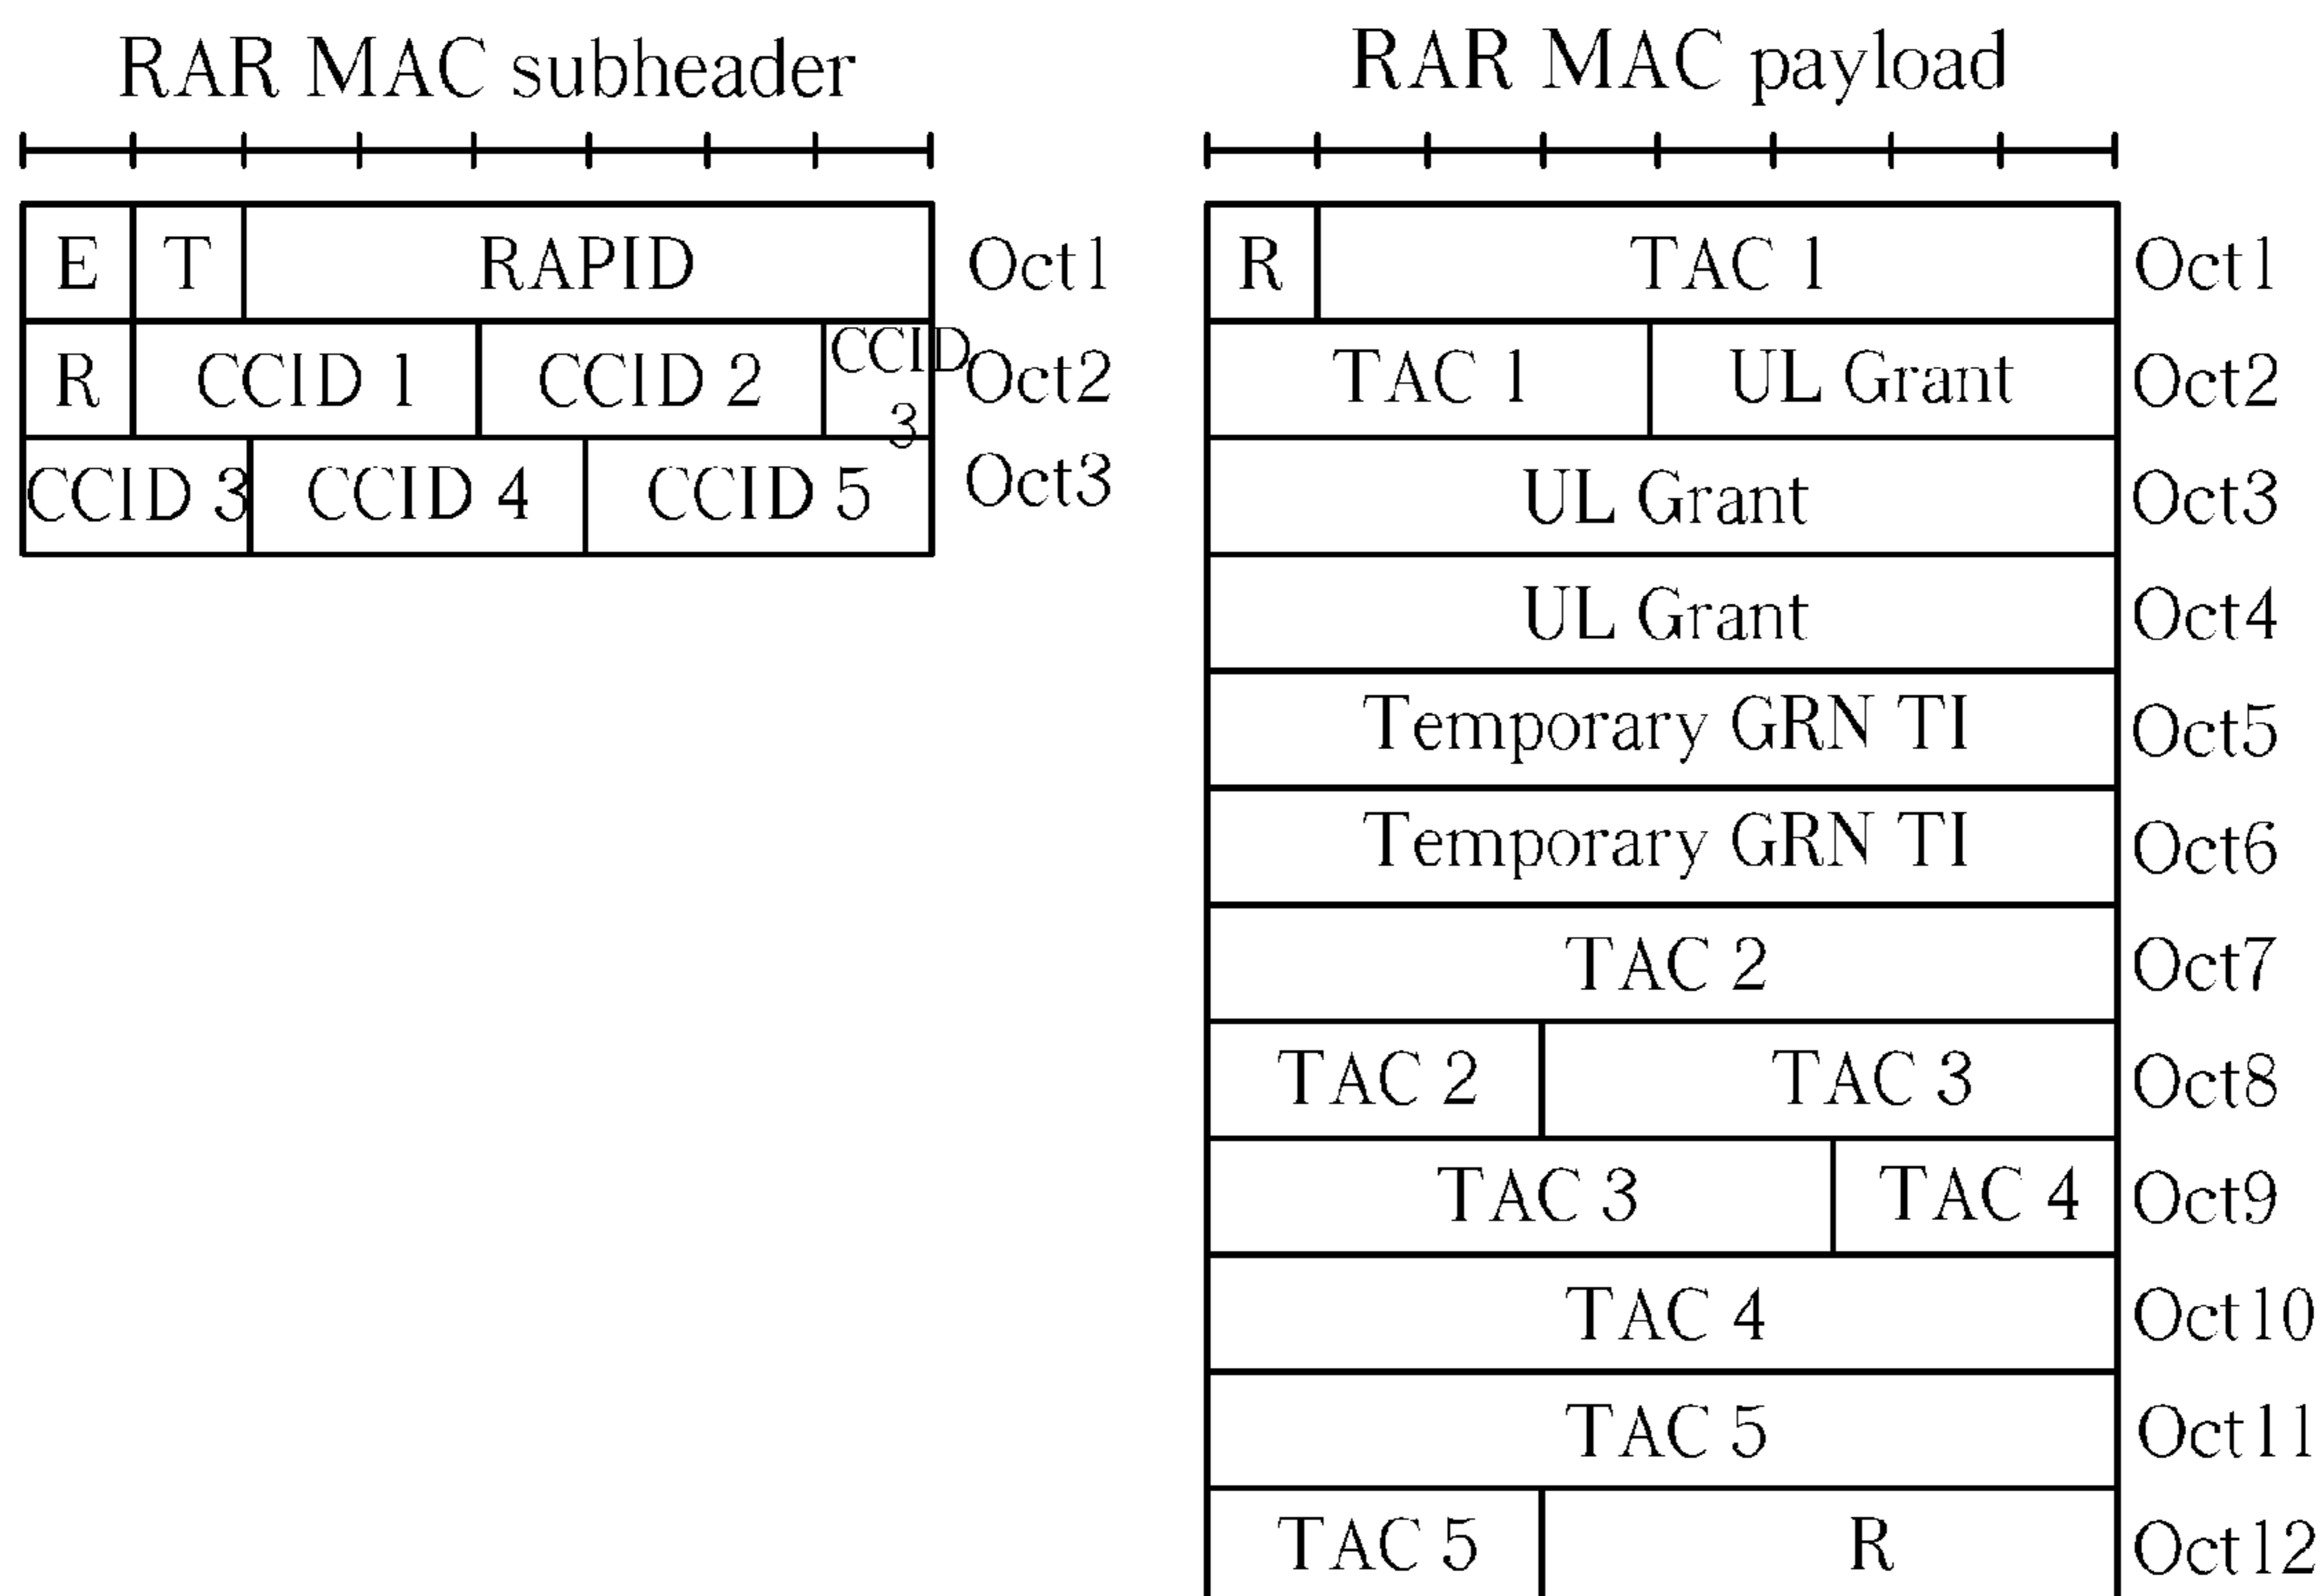 RAR MAC subheader
E T RAPID Oct1
R CCID 1 CCID 2 CCID 3 Oct2
CCID 3 CCID 4 CCID 5 Oct3
RAR MAC payload
R TAC 1 Oct1
TAC 1 UL Grant Oct2
UL Grant Oct3
UL Grant Oct4
Temporary GRN TI Oct5
Temporary GRN TI Oct6
TAC 2 Oct7
TAC 2 TAC 3 Oct8
TAC 3 TAC 4 Oct9
TAC 4 Oct10
TAC 5 Oct11
TAC 5 R Oct12